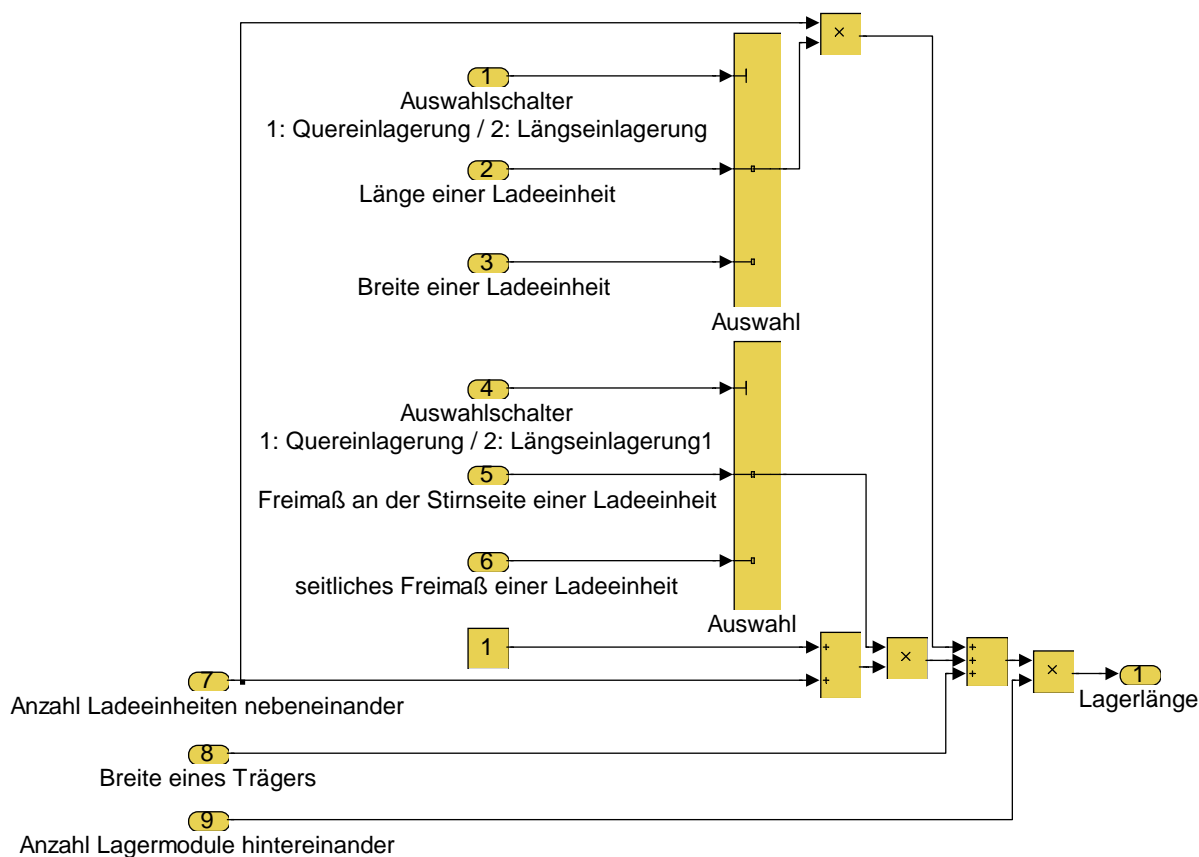 ×
1
Auswahlschalter
1: Quereinlagerung / 2: Längseinlagerung
2
Länge einer Ladeeinheit
3
Breite einer Ladeeinheit
Auswahl
4
Auswahlschalter
1: Quereinlagerung / 2: Längseinlagerung1
5
Freimaß an der Stirnseite einer Ladeeinheit
6
seitliches Freimaß einer Ladeeinheit
Auswahl
1
+
+
×
+
+
+
×
1
Lagerlänge
7
Anzahl Ladeeinheiten nebeneinander
8
Breite eines Trägers
9
Anzahl Lagermodule hintereinander